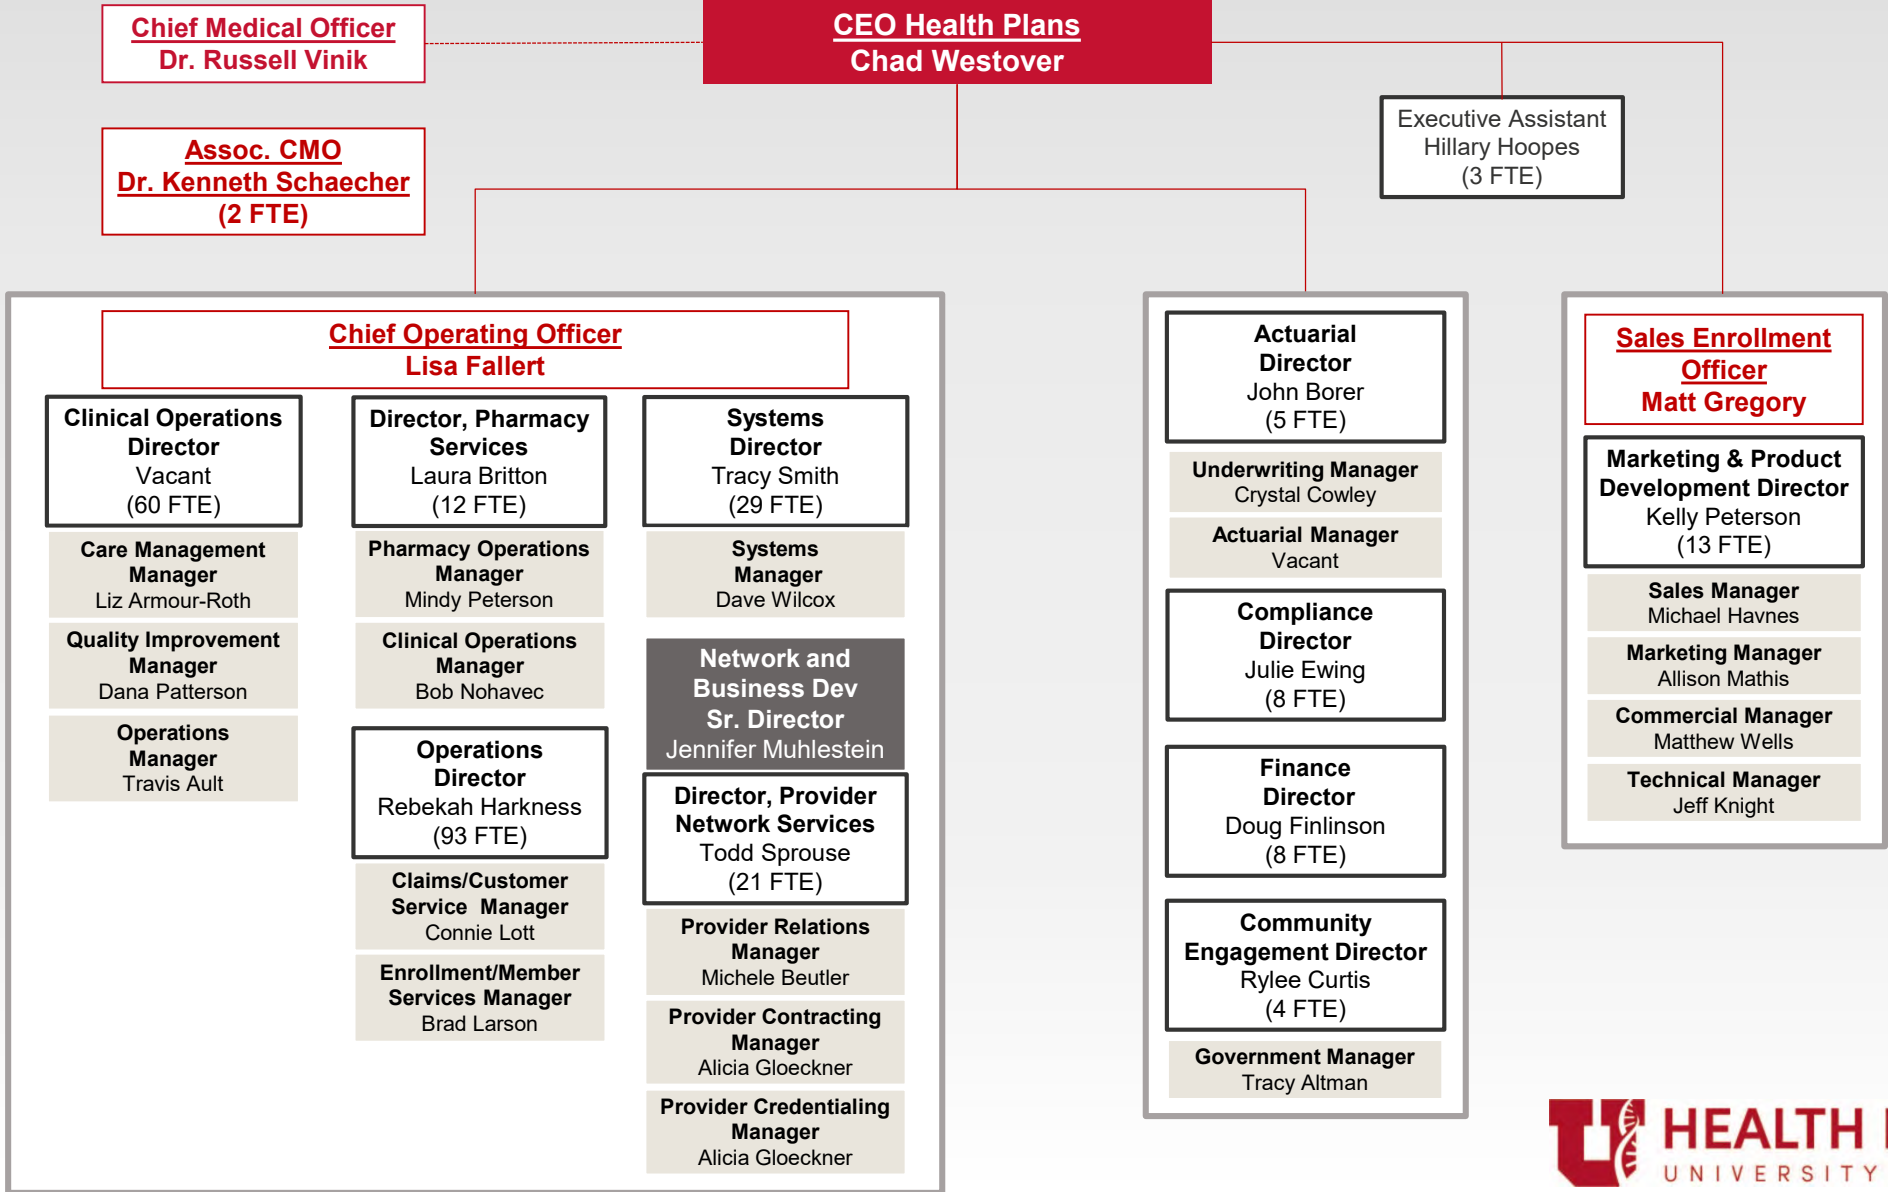 Chief Medical Officer
Dr. Russell Vinik
CEO Health Plans
Chad Westover
Executive Assistant
Hillary Hoopes
(3 FTE)
Assoc. CMO
Dr. Kenneth Schaecher
(2 FTE)
Chief Operating Officer
Lisa Fallert
Clinical Operations
Director
Vacant
(60 FTE)
Care Management
Manager
Liz Armour-Roth
Quality Improvement
Manager
Dana Patterson
Operations
Manager
Travis Ault
Director, Pharmacy
Services
Laura Britton
(12 FTE)
Pharmacy Operations
Manager
Mindy Peterson
Clinical Operations
Manager
Bob Nohavec
Operations
Director
Rebekah Harkness
(93 FTE)
Claims/Customer
Service Manager
Connie Lott
Enrollment/Member
Services Manager
Brad Larson
Systems
Director
Tracy Smith
(29 FTE)
Systems
Manager
Dave Wilcox
Network and
Business Dev
Sr. Director
Jennifer Muhlestein
Director, Provider
Network Services
Todd Sprouse
(21 FTE)
Provider Relations
Manager
Michele Beutler
Provider Contracting
Manager
Alicia Gloeckner
Provider Credentialing
Manager
Alicia Gloeckner
Actuarial
Director
John Borer
(5 FTE)
Underwriting Manager
Crystal Cowley
Actuarial Manager
Vacant
Compliance
Director
Julie Ewing
(8 FTE)
Finance
Director
Doug Finlinson
(8 FTE)
Community
Engagement Director
Rylee Curtis
(4 FTE)
Government Manager
Tracy Altman
Sales Enrollment
Officer
Matt Gregory
Marketing & Product
Development Director
Kelly Peterson
(13 FTE)
Sales Manager
Michael Havnes
Marketing Manager
Allison Mathis
Commercial Manager
Matthew Wells
Technical Manager
Jeff Knight
U HEALTH
UNIVERSITY